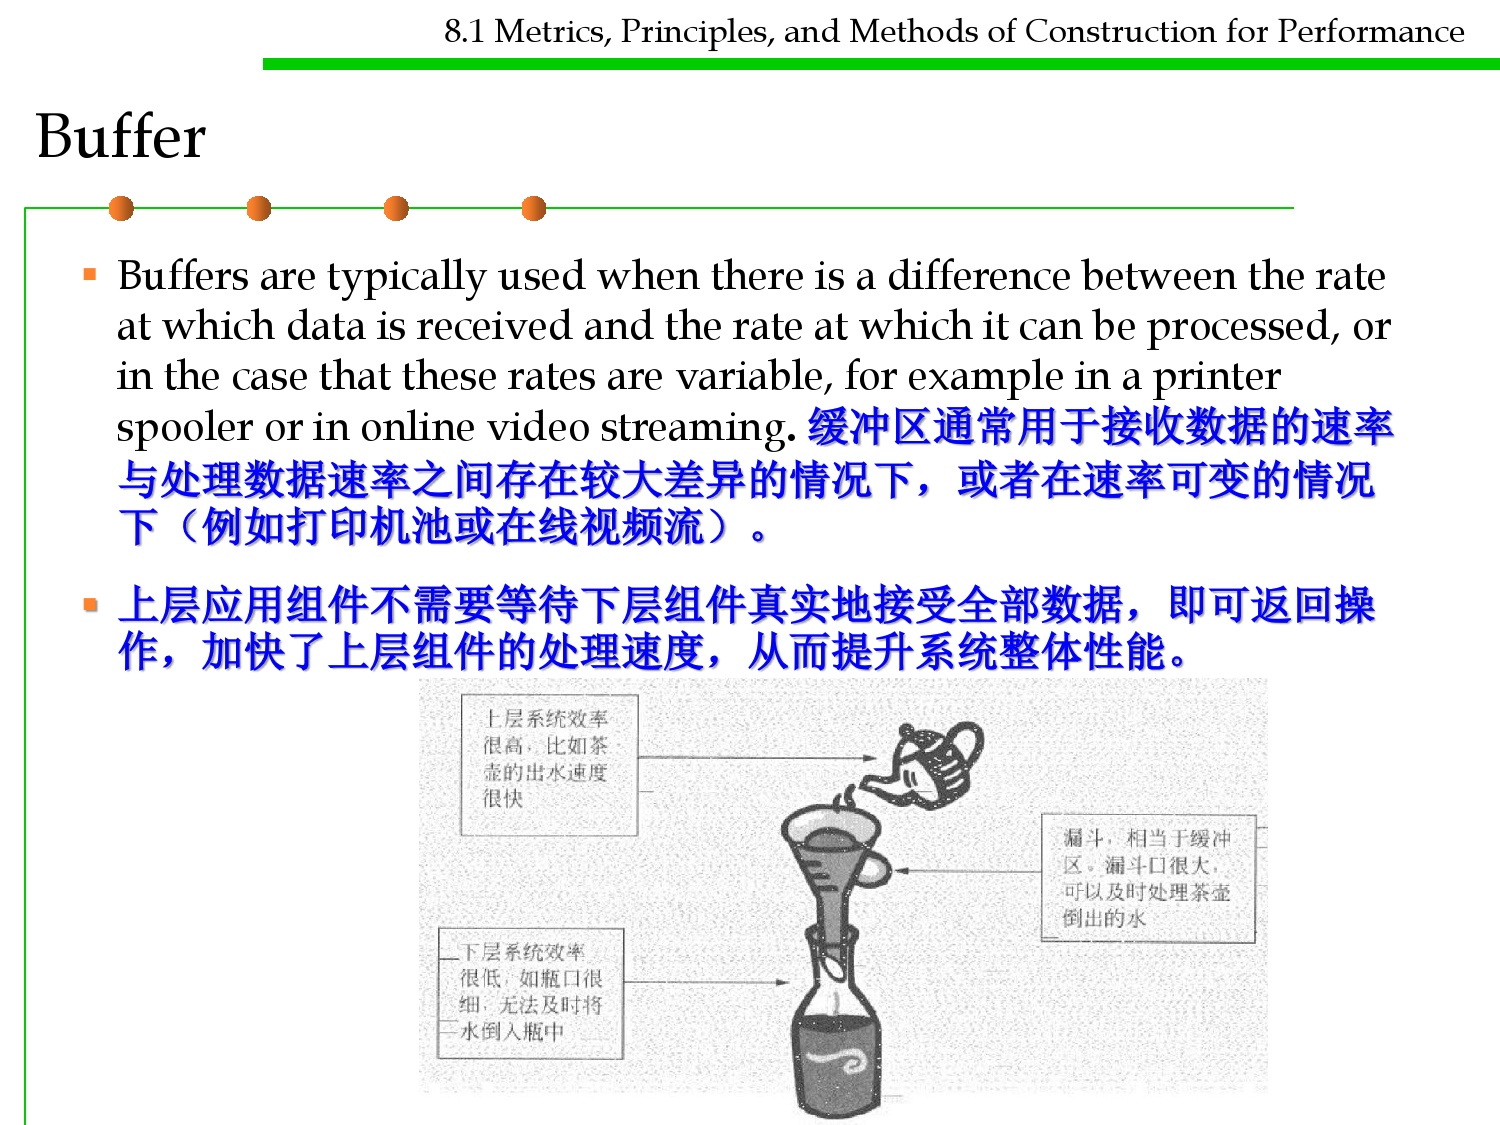 8.1 Metrics, Principles, and Methods of Construction for Performance
Buffer
Buffers are typically used when there is a difference between the rate
at which data is received and the rate at which it can be processed, or
in the case that these rates are variable, for example in a printer
spooler or in online video streaming. 缓冲区通常用于接收数据的速率
与处理数据速率之间存在较大差异的情况下，或者在速率可变的情况
下（例如打印机池或在线视频流）。
上层应用组件不需要等待下层组件真实地接受全部数据，即可返回操
作，加快了上层组件的处理速度，从而提升系统整体性能。
上层系统效率
很高，比如茶
壶的出水速度
很快
漏斗，相当于缓冲
区。漏斗口很大，
可以及时处理茶壶
倒出的水
下层系统效率
很低，如瓶口很
细，无法及时将
水倒入瓶中